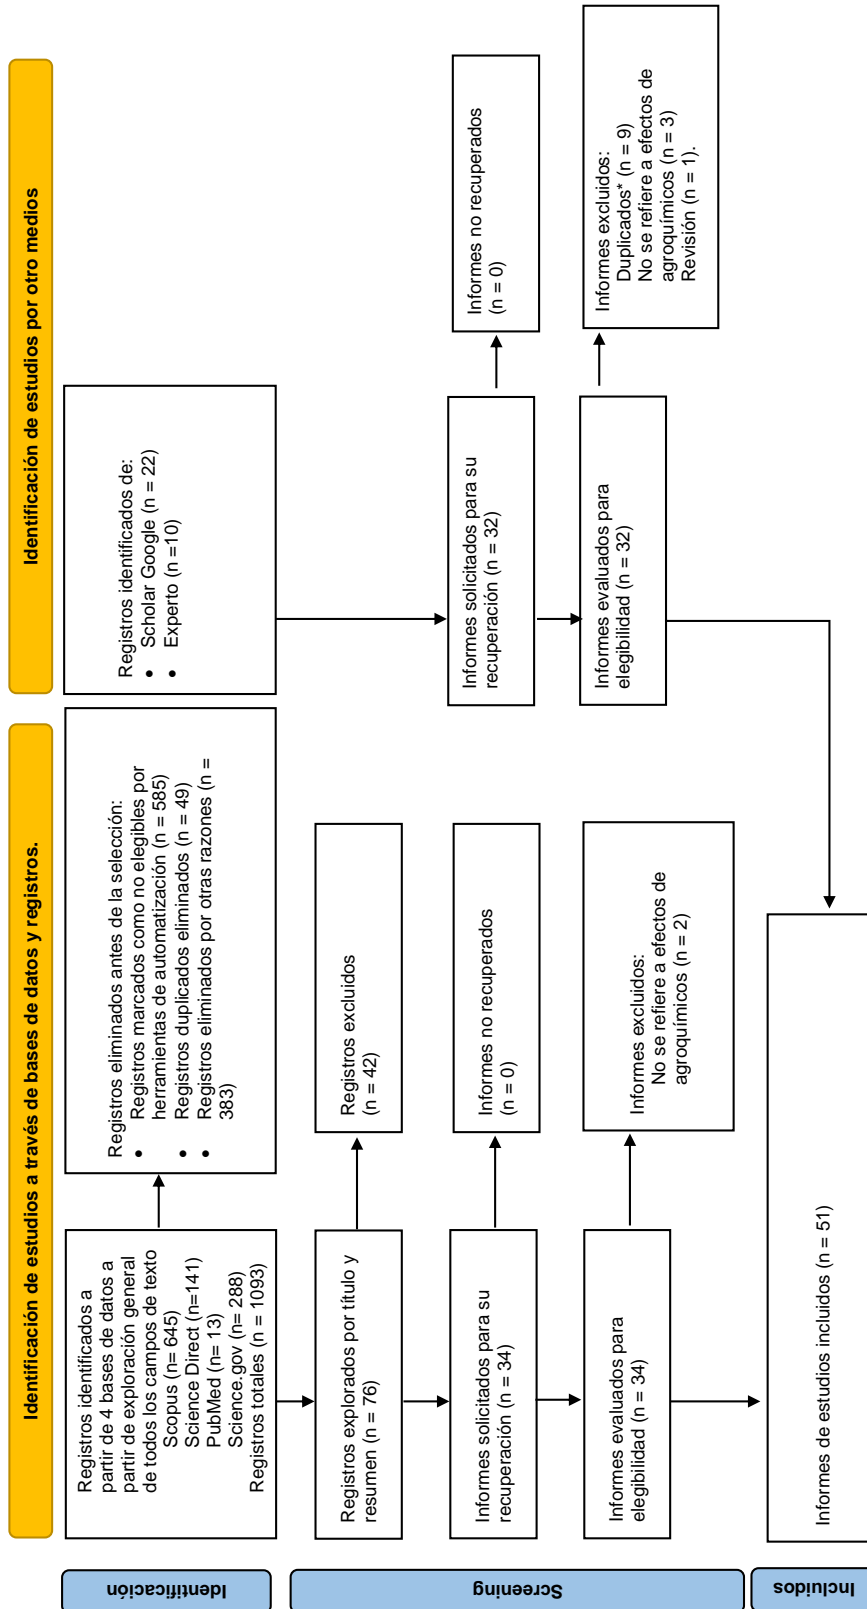 Identificación de estudios a través de bases de datos y registros.
Identificación de estudios por otro medios
Identificación
Registros identificados a
partir de 4 bases de datos a
partir de exploración general
de todos los campos de texto
Scopus (n= 645)
Science Direct (n=141)
PubMed (n= 13)
Science.gov (n= 288)
Registros totales (n = 1093)
Registros eliminados antes de la selección:
• Registros marcados como no elegibles por
herramientas de automatización (n = 585)
• Registros duplicados eliminados (n = 49)
• Registros eliminados por otras razones (n =
383)
Registros identificados de:
• Scholar Google (n = 22)
• Experto (n =10)
Screening
Registros explorados por título y
resumen (n = 76)
Registros excluidos
(n = 42)
Informes solicitados para su
recuperación (n = 34)
Informes no recuperados
(n = 0)
Informes solicitados para su
recuperación (n = 32)
Informes no recuperados
(n = 0)
Informes evaluados para
elegibilidad (n = 34)
Informes excluidos:
No se refiere a efectos de
agroquímicos (n = 2)
Informes evaluados para
elegibilidad (n = 32)
Informes excluidos:
Duplicados* (n = 9)
No se refiere a efectos de
agroquímicos (n = 3)
Revisión (n = 1).
Incluidos
Informes de estudios incluidos (n = 51)